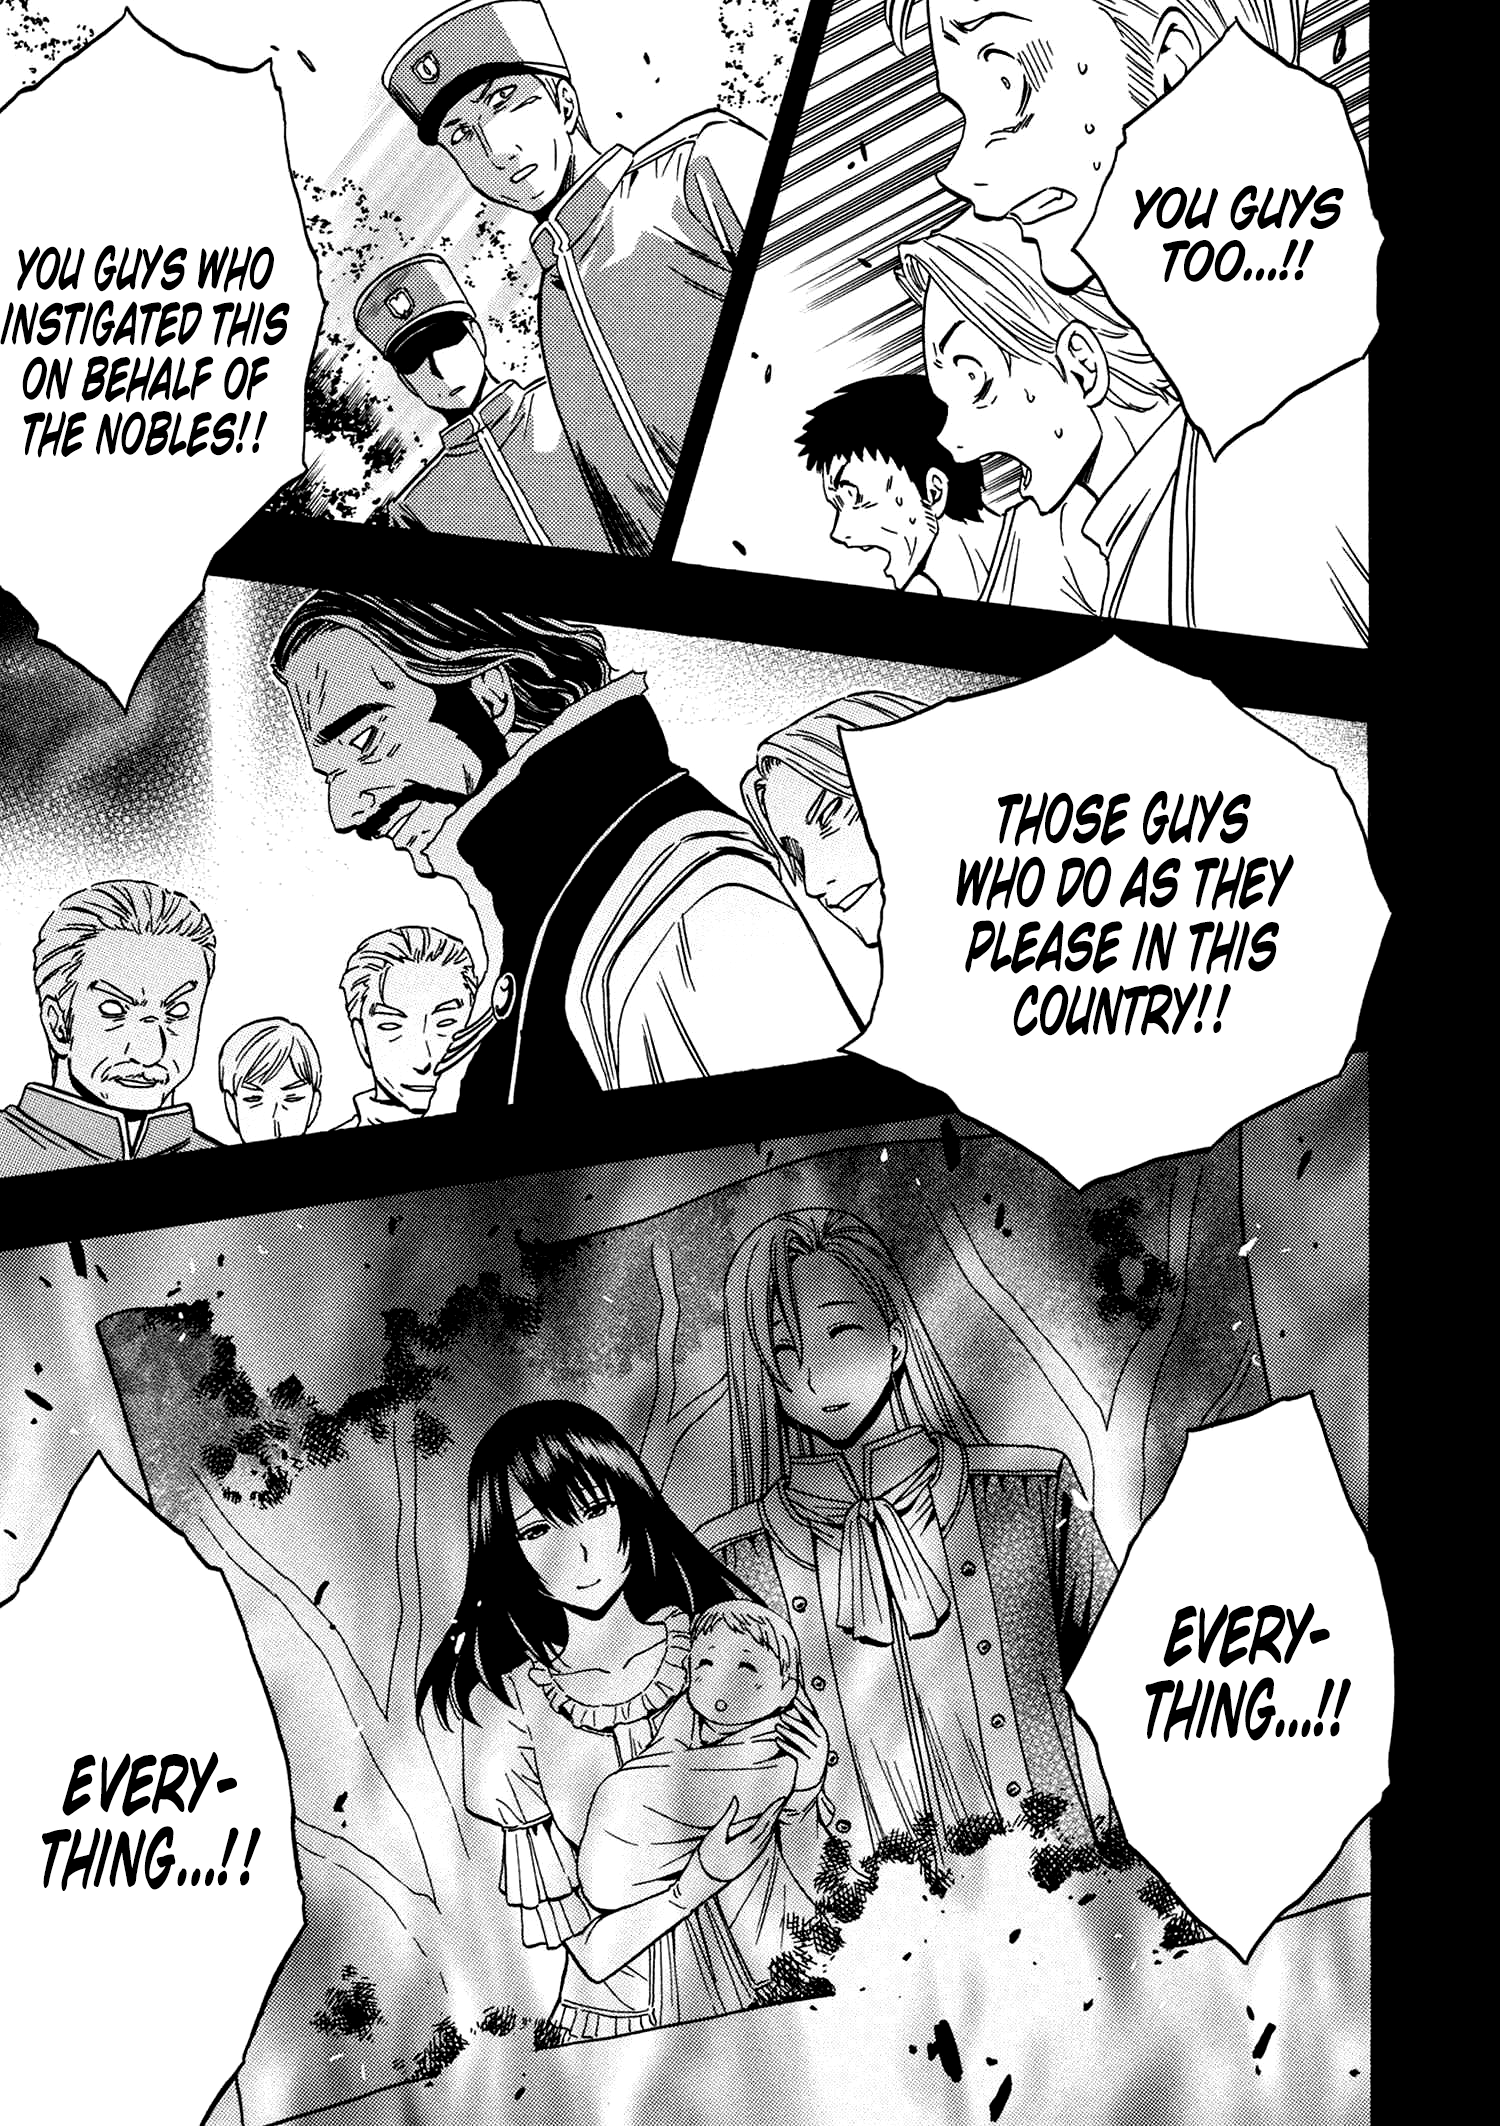 YOU GUYS
TOO...!!
YOU GUYS WHO
INSTIGATED THIS
ON BEHALF OF
THE NOBLES!!
THOSE GUYS
WHO DO AS THEY
PLEASE IN THIS
COUNTRY!!
EVERY-
THING...!!
EVERY-
THING...!!